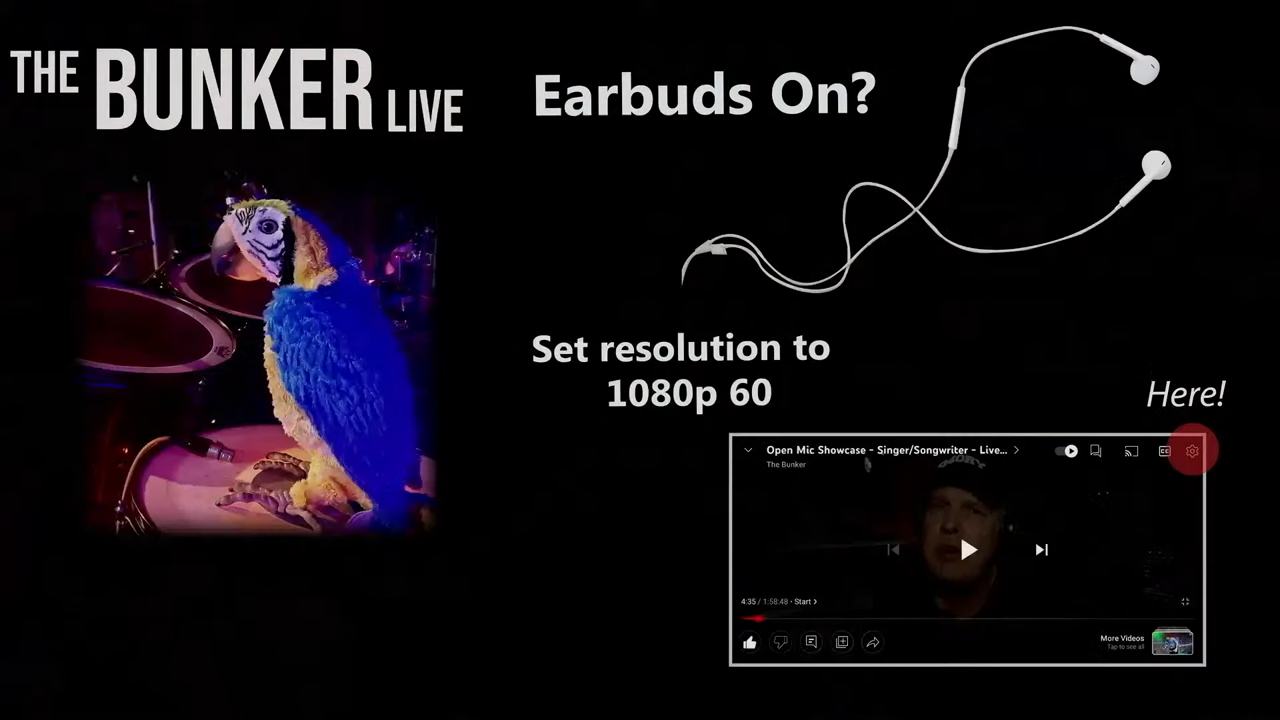 THE BUNKER LIVE
Earbuds On?
Set resolution to
1080p 60
Here!
Open Mic Showcase - Singer/Songwriter - Live...
The Bunker
CC
4:35 / 1:58:48 • Start >
More Videos
Tap to see all